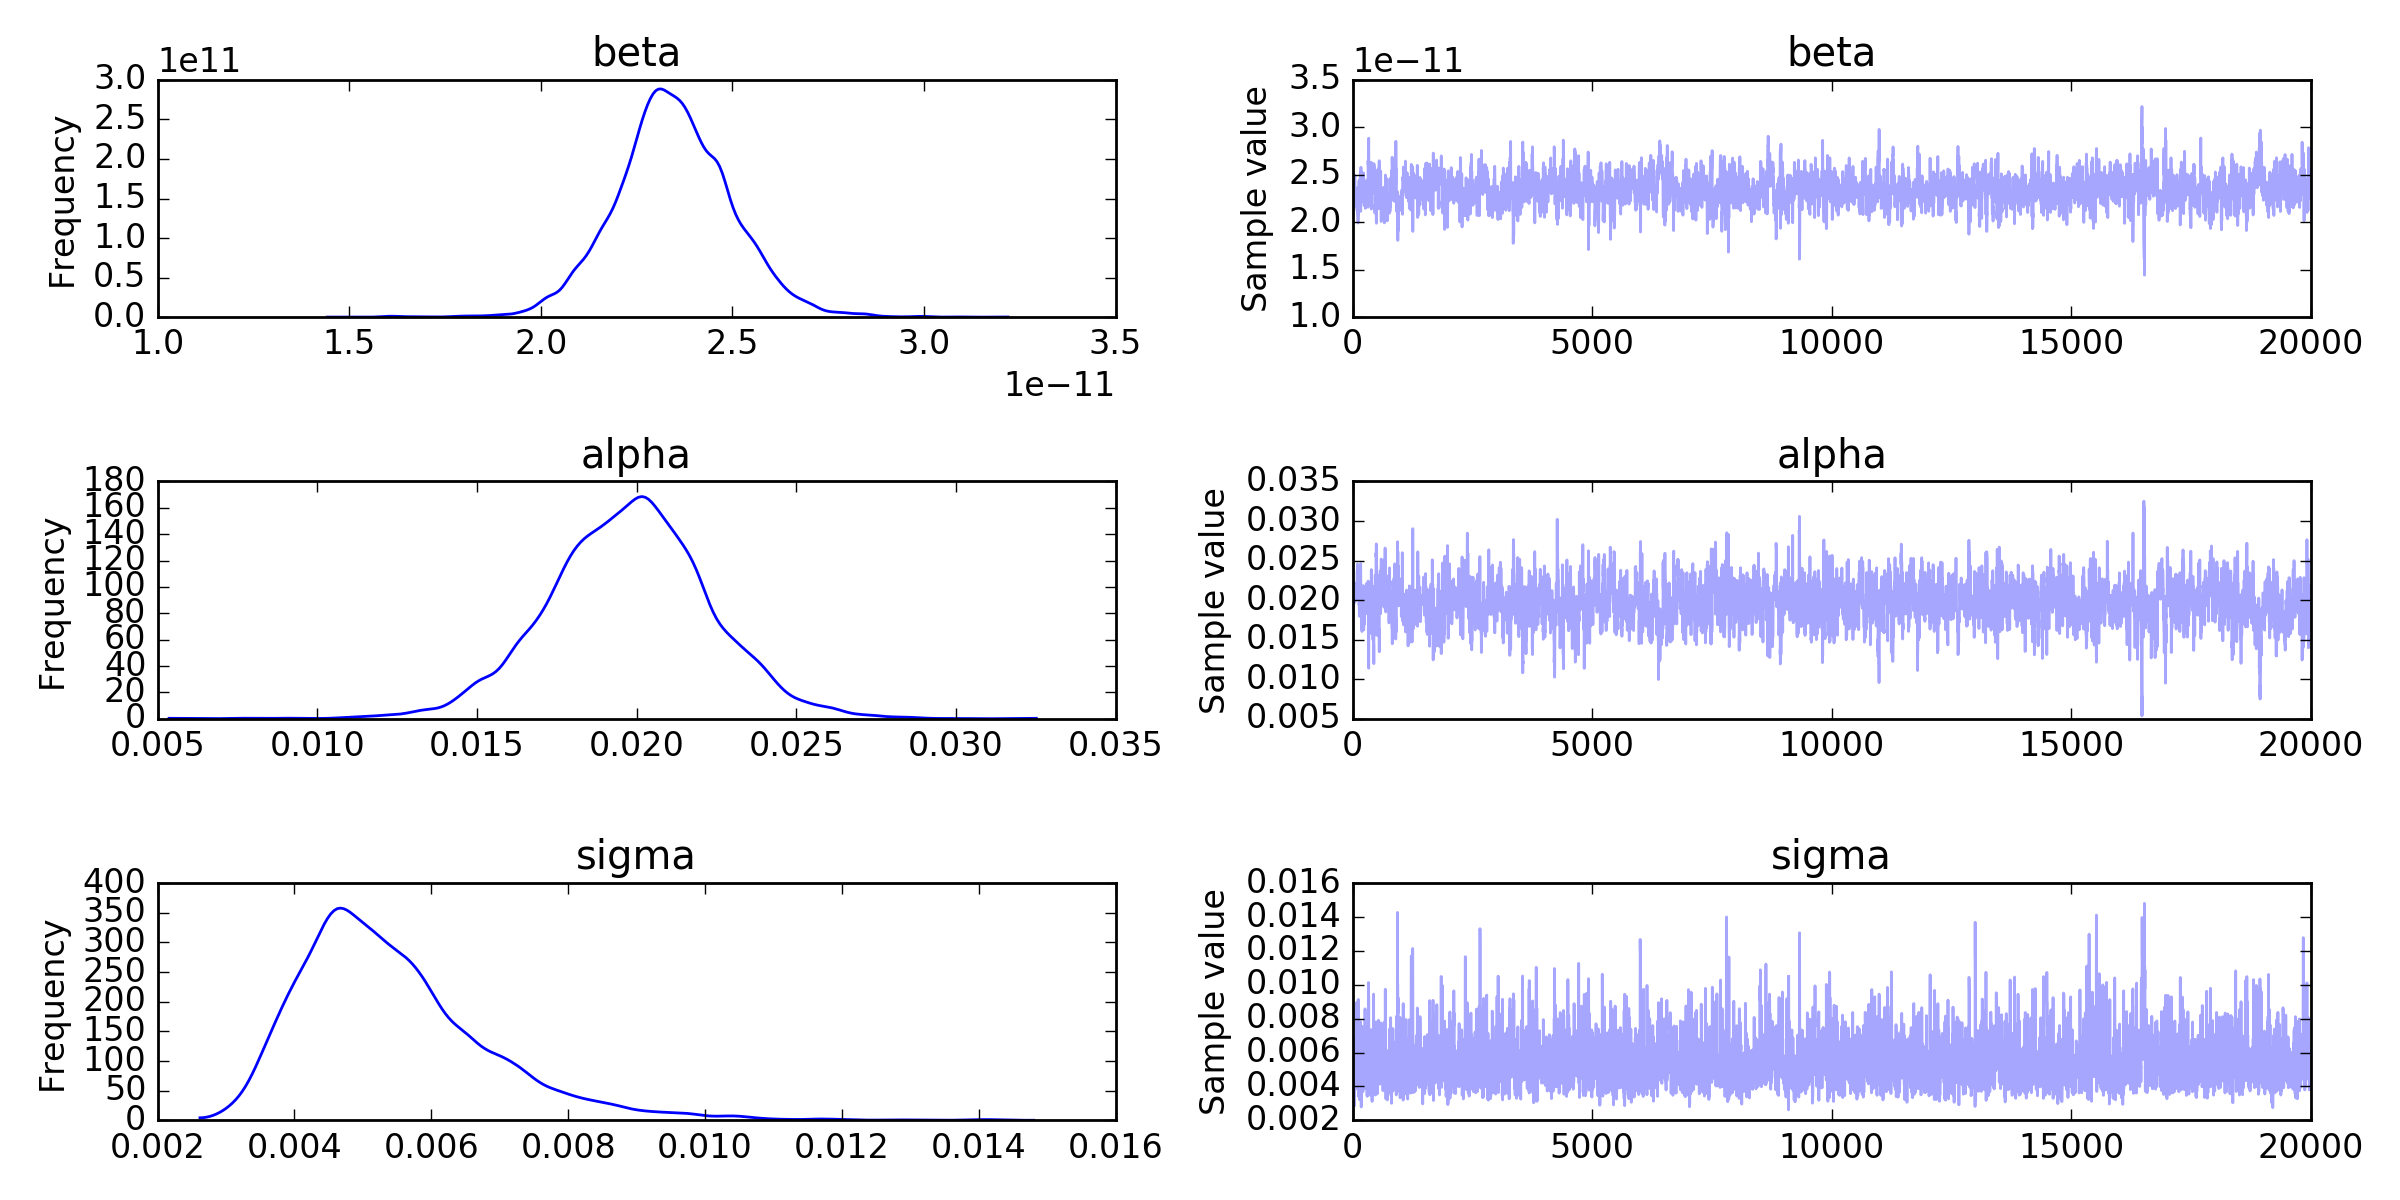 beta
1e11
3.0
2.5
2.0
1.5
1.0
0.5
0.0
Frequency
1.0 1.5 2.0 2.5 3.0 3.5
1e−11
beta
1e−11
3.5
3.0
2.5
2.0
1.5
1.0
Sample value
0 5000 10000 15000 20000
alpha
180
160
140
120
100
80
60
40
20
0
Frequency
0.005 0.010 0.015 0.020 0.025 0.030 0.035
alpha
0.035
0.030
0.025
0.020
0.015
0.010
0.005
Sample value
0 5000 10000 15000 20000
sigma
400
350
300
250
200
150
100
50
0
Frequency
0.002 0.004 0.006 0.008 0.010 0.012 0.014 0.016
sigma
0.016
0.014
0.012
0.010
0.008
0.006
0.004
0.002
Sample value
0 5000 10000 15000 20000